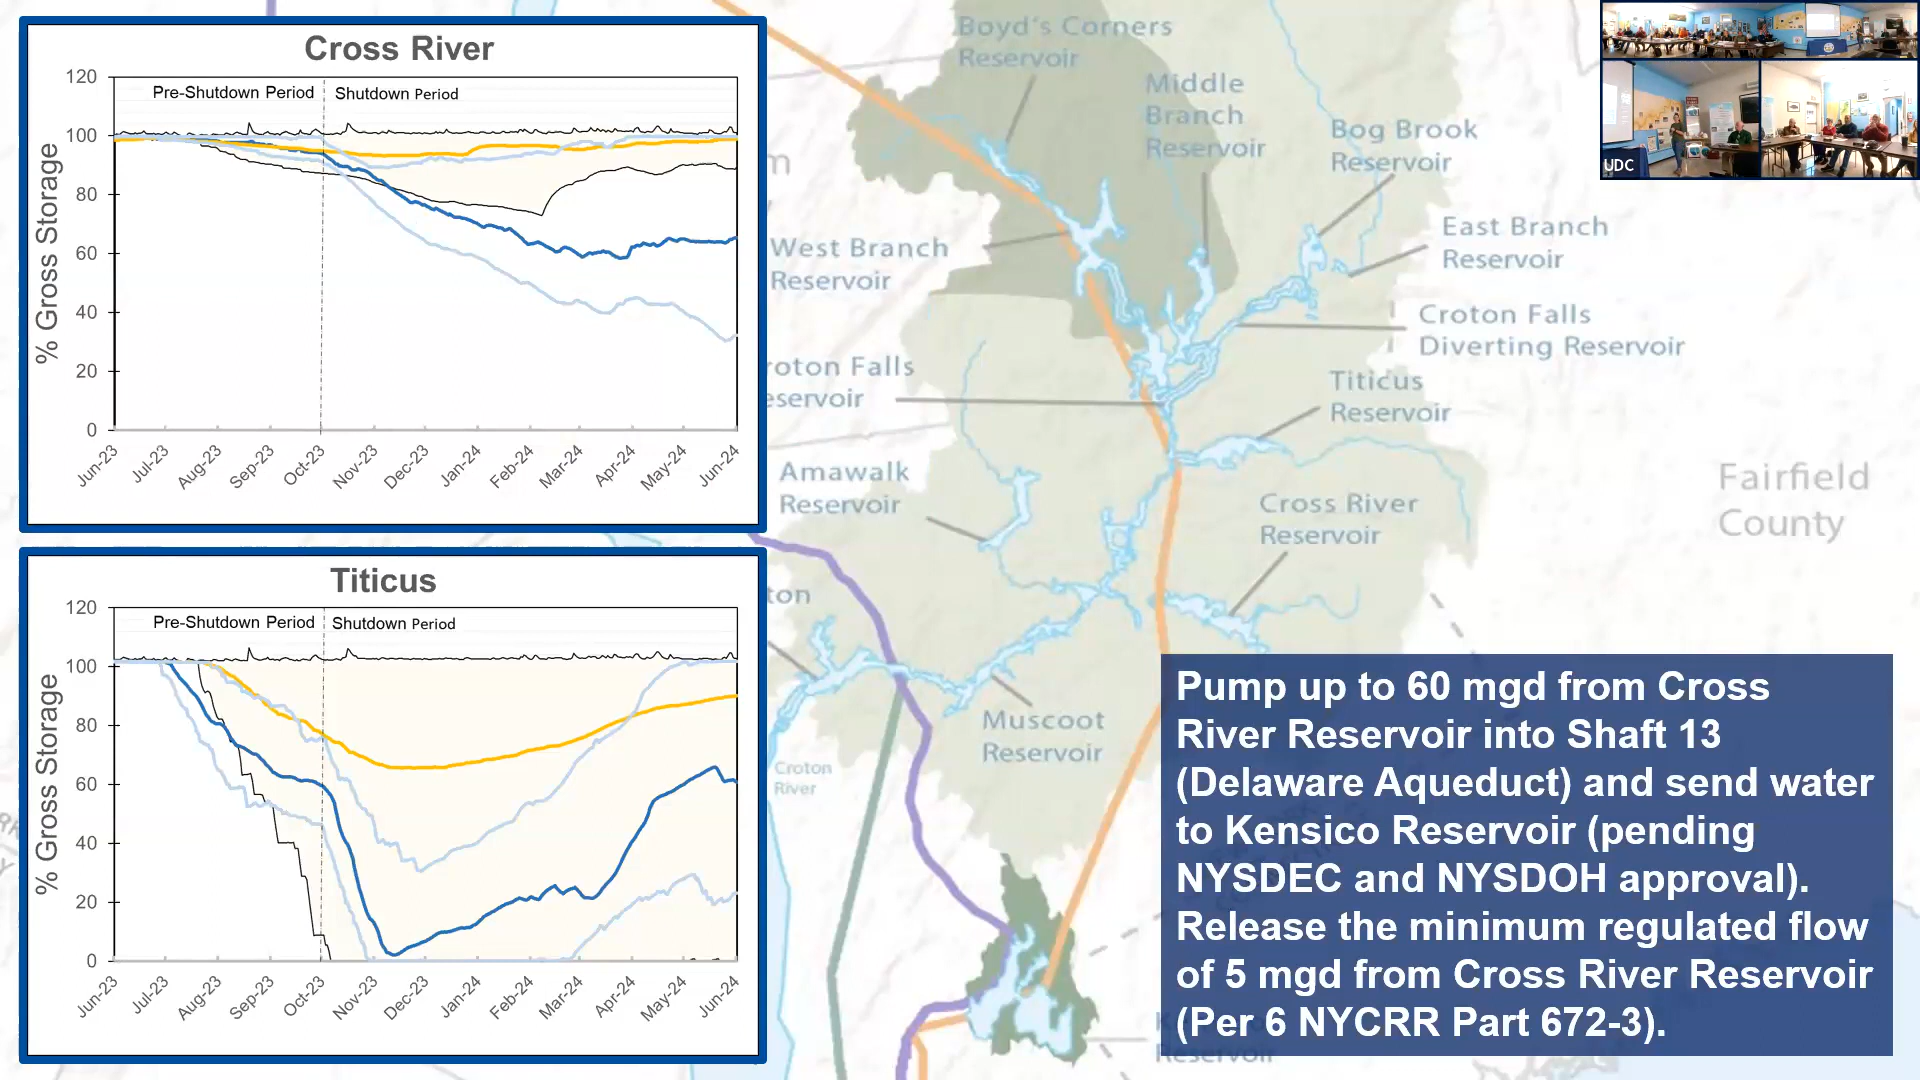 Cross River
120
100
80
60
40
20
0
% Gross Storage
Pre-Shutdown Period
Shutdown Period
Jun-23
Jul-23
Aug-23
Sep-23
Oct-23
Nov-23
Dec-23
Jan-24
Feb-24
Mar-24
Apr-24
May-24
Jun-24
Titicus
120
100
80
60
40
20
0
% Gross Storage
Pre-Shutdown Period
Shutdown Period
Jun-23
Jul-23
Aug-23
Sep-23
Oct-23
Nov-23
Dec-23
Jan-24
Feb-24
Mar-24
Apr-24
May-24
Jun-24
Boyd's Corners
Reservoir
Middle
Branch
Reservoir
Bog Brook
Reservoir
East Branch
Reservoir
West Branch
Reservoir
Croton Falls
Diverting Reservoir
roton Falls
eservoir
Titicus
Reservoir
Amawalk
Reservoir
Cross River
Reservoir
Fairfield
County
ton
Muscoot
Reservoir
Croton
River
Reservoir
UDC
Pump up to 60 mgd from Cross
River Reservoir into Shaft 13
(Delaware Aqueduct) and send water
to Kensico Reservoir (pending
NYSDEC and NYSDOH approval).
Release the minimum regulated flow
of 5 mgd from Cross River Reservoir
(Per 6 NYCRR Part 672-3).